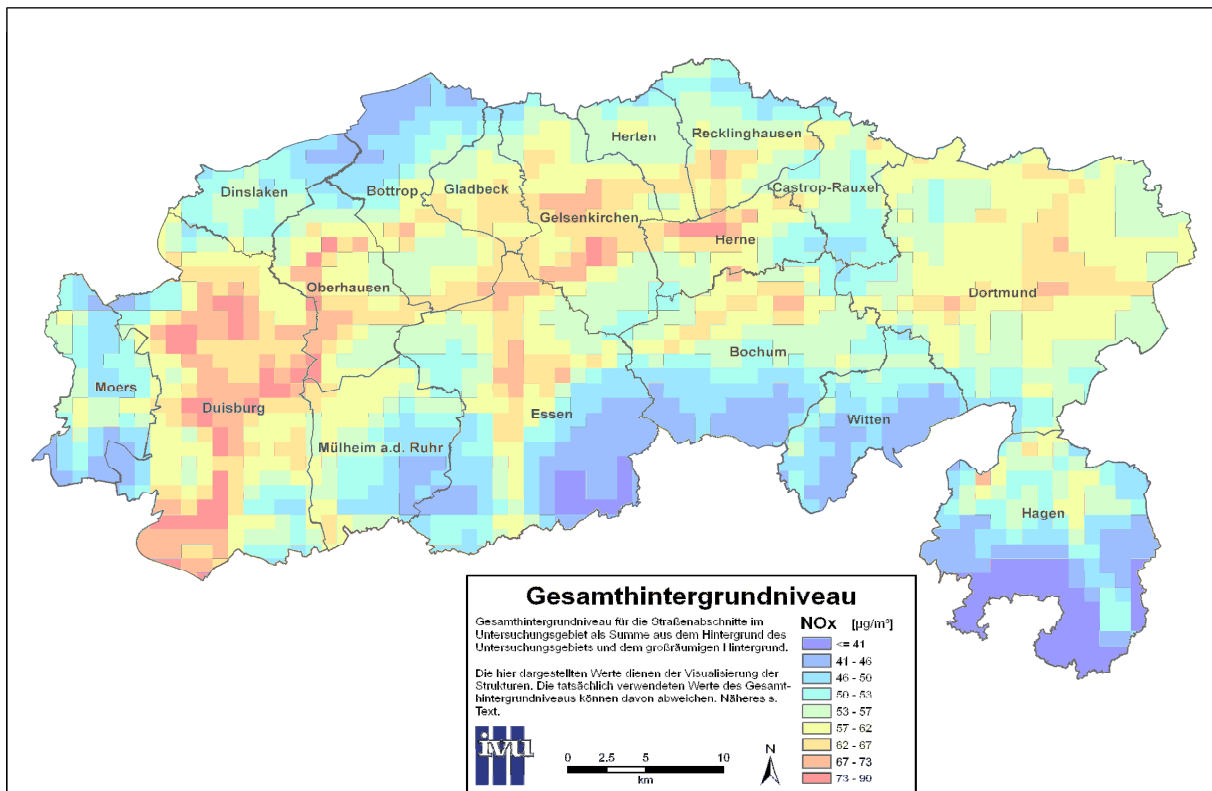 Herten
Recklinghausen
Dinslaken
Bottrop
Gladbeck
Castrop-Rauxel
Gelsenkirchen
Herne
Oberhausen
Dortmund
Moers
Bochum
Duisburg
Essen
Witten
Mülheim a.d. Ruhr
Hagen
Gesamthintergrundniveau
Gesamthintergrundniveau für die Straßenabschnitte im
Untersuchungsgebiet als Summe aus dem Hintergrund des
Untersuchungsgebiets und dem großräumigen Hintergrund.
Die hier dargestellten Werte dienen der Visualisierung der
Strukturen. Die tatsächlich verwendeten Werte des Gesamt-
hintergrundniveaus können davon abweichen. Näheres s.
Text.
NOx [µg/m³]
<= 41
41 - 46
46 - 50
50 - 53
53 - 57
57 - 62
62 - 67
67 - 73
73 - 90
ivu
0 2.5 5 10
km
N